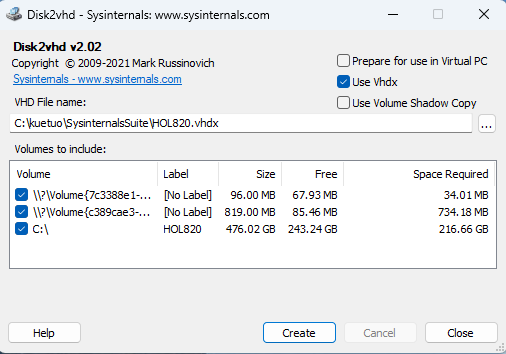 Disk2vhd - Sysinternals: www.sysinternals.com
Disk2vhd v2.02
Copyright © 2009-2021 Mark Russinovich
Sysinternals - www.sysinternals.com
Prepare for use in Virtual PC
Use Vhdx
Use Volume Shadow Copy
VHD File name:
C:\kuetuo\SysinternalsSuite\HOL820.vhdx
...
Volumes to include:
Volume Label Size Free Space Required
\\?\Volume{7c3388e1-... [No Label] 96.00 MB 67.93 MB 34.01 MB
\\?\Volume{c389cae3-... [No Label] 819.00 MB 85.46 MB 734.18 MB
C:\ HOL820 476.02 GB 243.24 GB 216.66 GB
Help Create Cancel Close